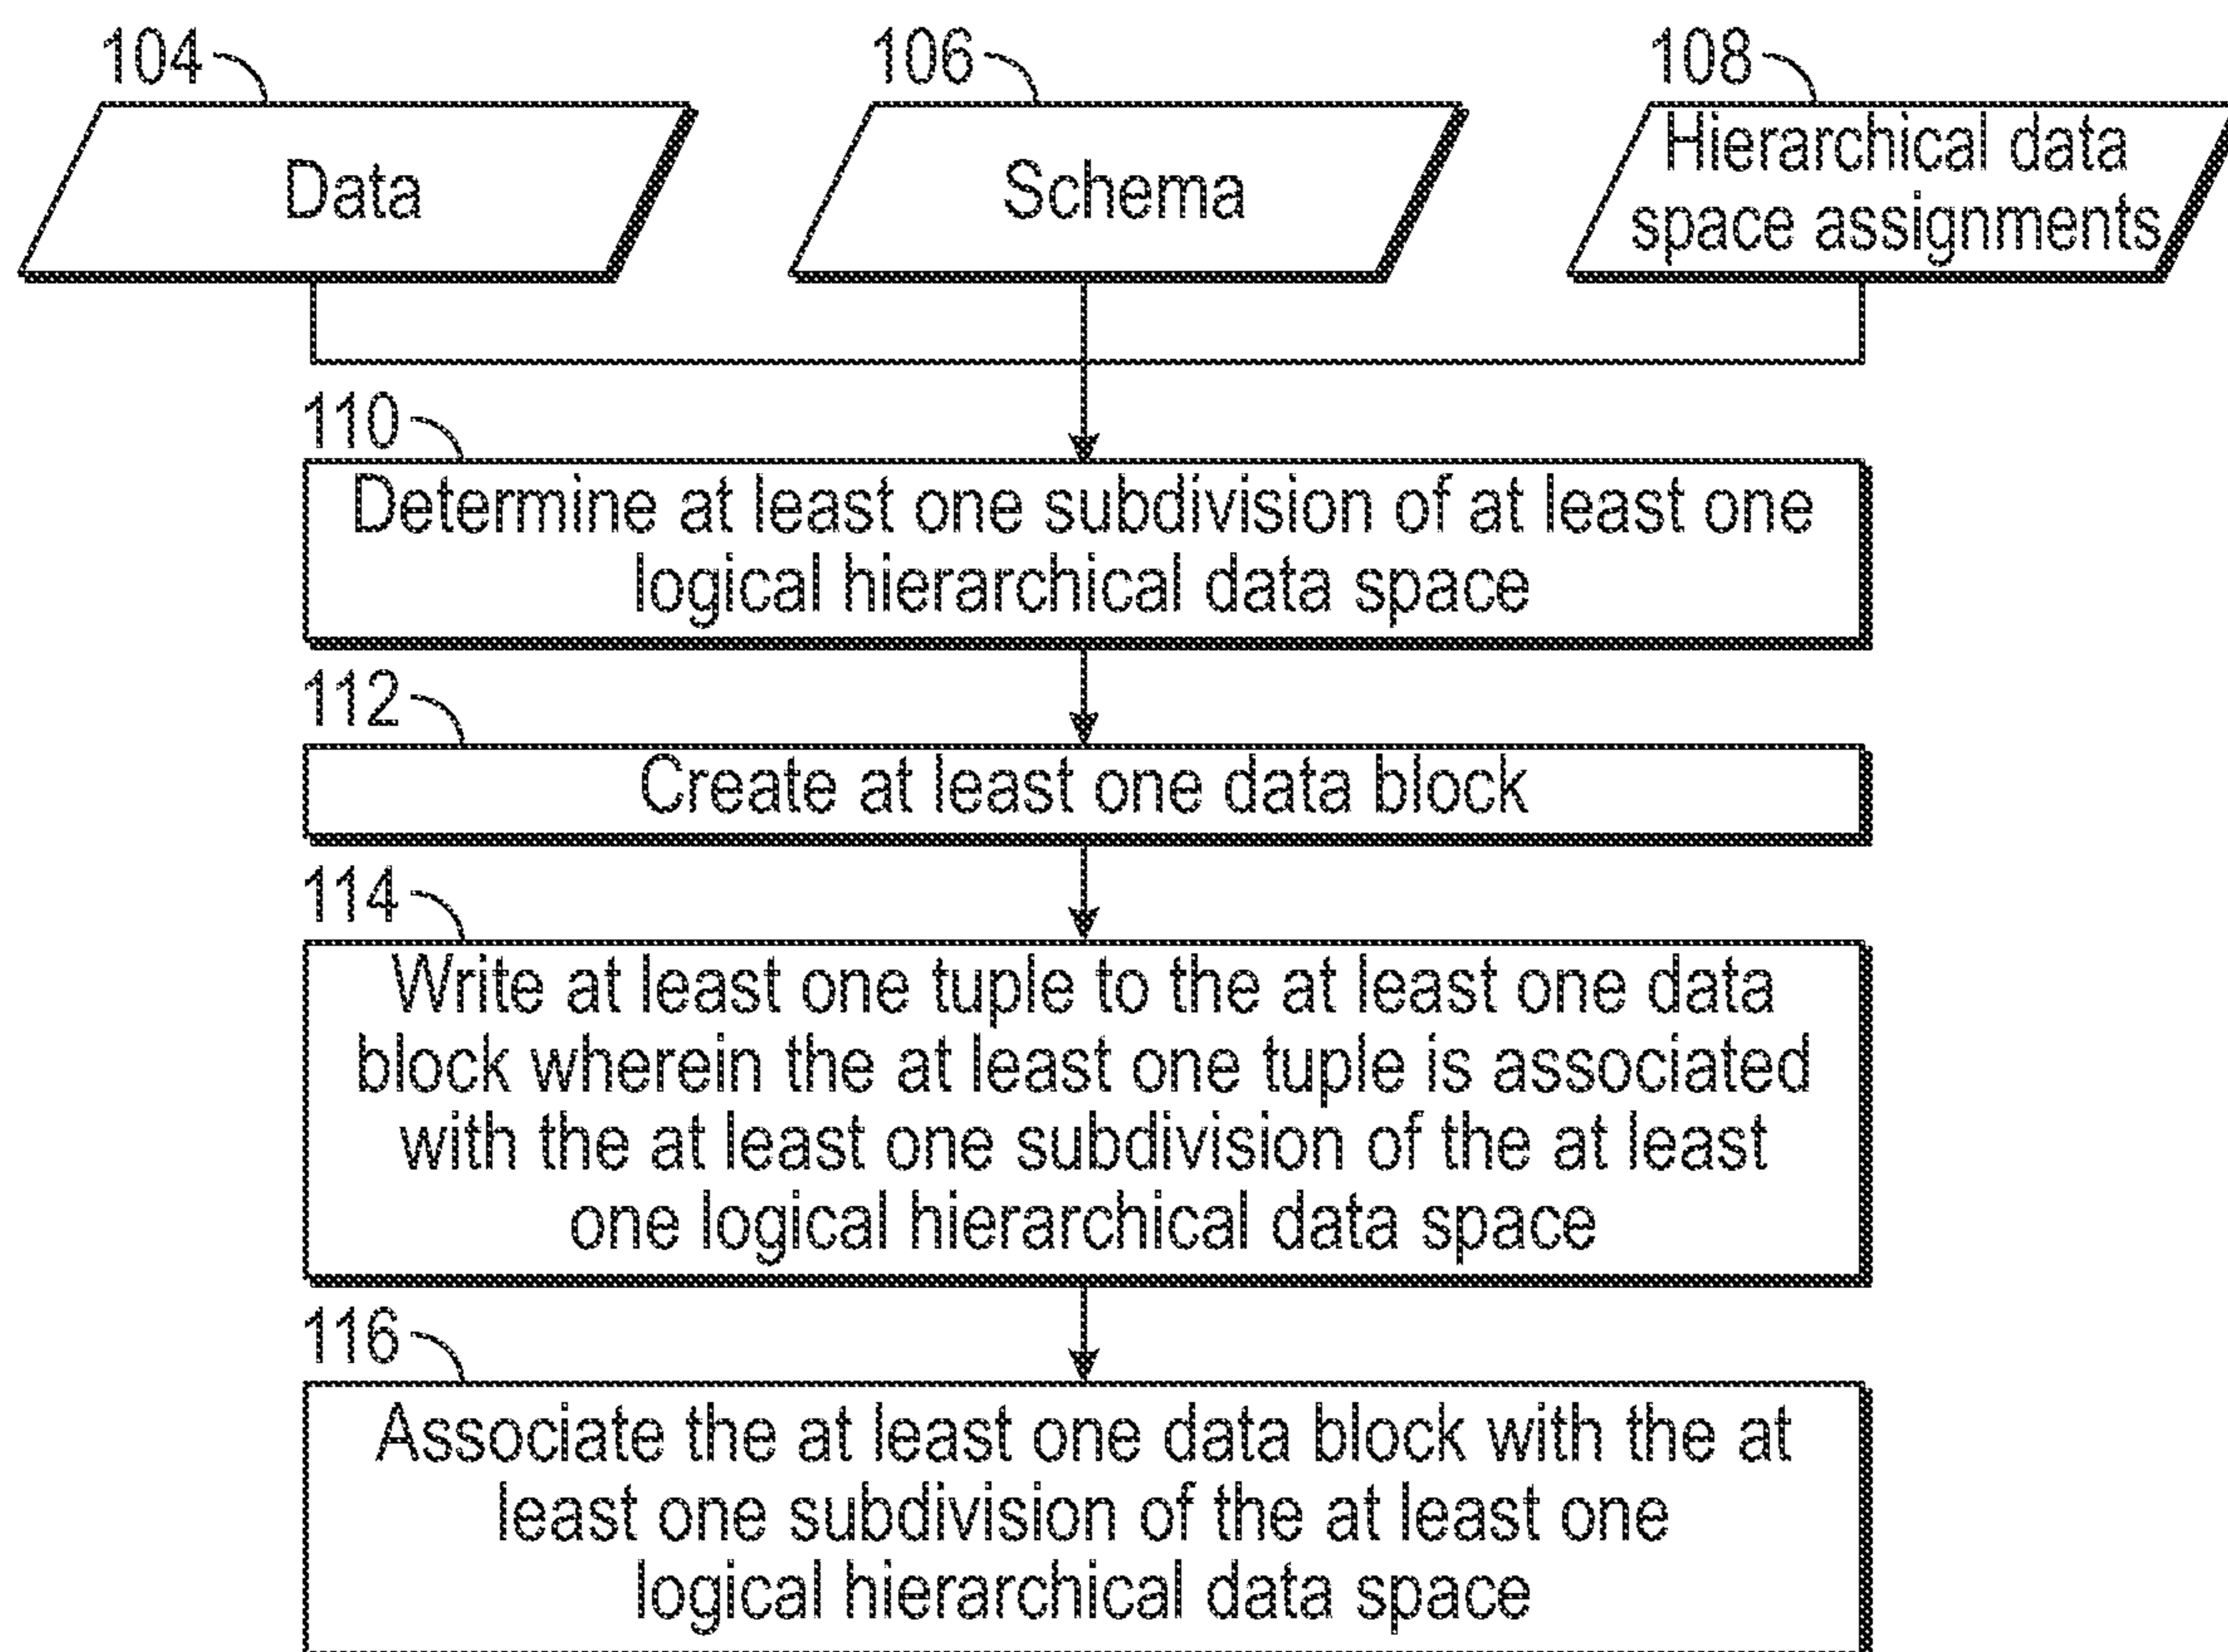 104
106
108
Data
Schema
Hierarchical data
space assignments
110
Determine at least one subdivision of at least one
logical hierarchical data space
112
Create at least one data block
114
Write at least one tuple to the at least one data
block wherein the at least one tuple is associated
with the at least one subdivision of the at least
one logical hierarchical data space
116
Associate the at least one data block with the at
least one subdivision of the at least one
logical hierarchical data space